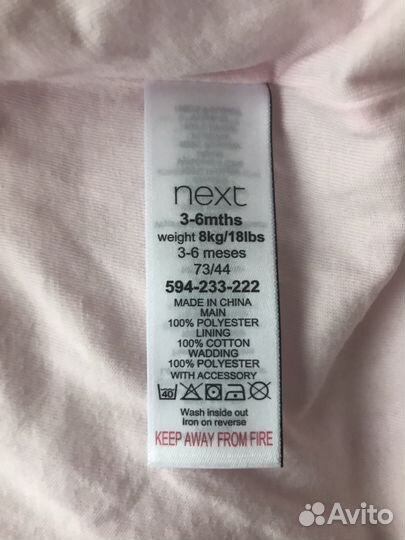 next
3-6mths
weight 8kg/18lbs
3-6 meses
73/44
594-233-222
MADE IN CHINA
MAIN
100% POLYESTER
LINING
100% COTTON
WADDING
100% POLYESTER
WITH ACCESSORY
40
Wash inside out
Iron on reverse
KEEP AWAY FROM FIRE
Avito